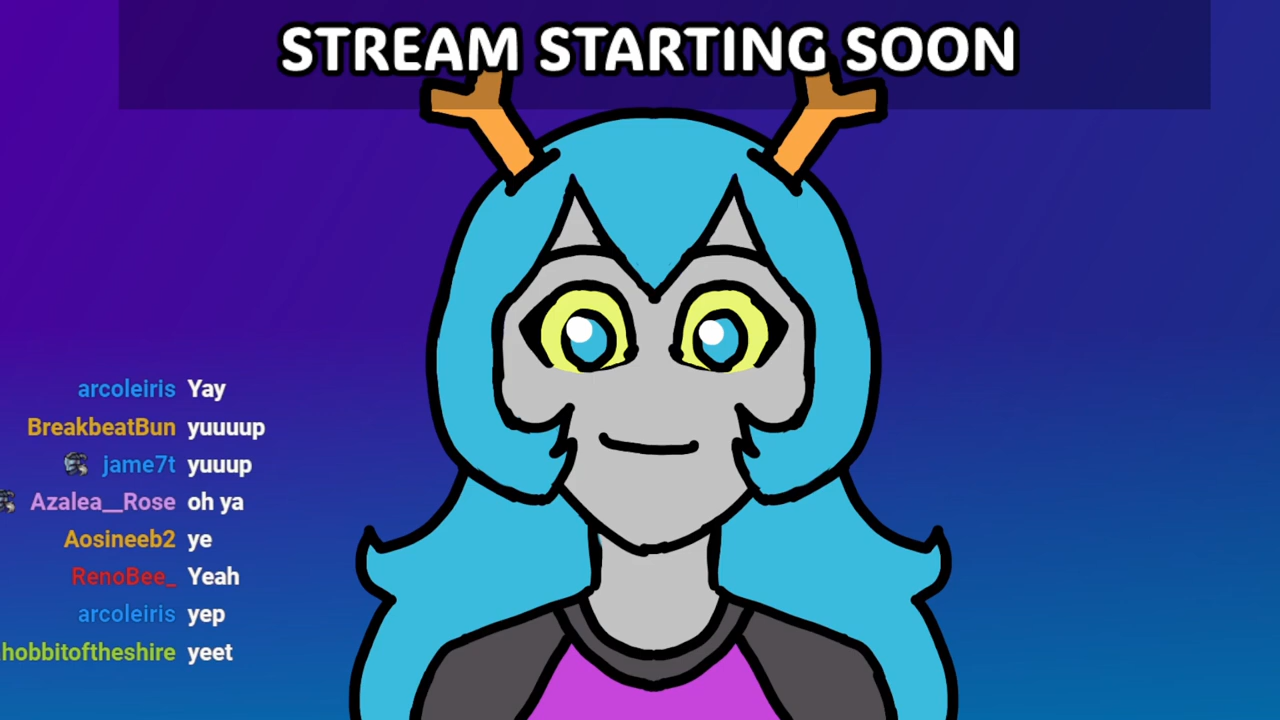 STREAM STARTING SOON
arcoleiris Yay
BreakbeatBun yuuuup
jame7t yuuup
Azalea__Rose oh ya
Aosineeb2 ye
RenoBee_ Yeah
arcoleiris yep
hobbitoftheshire yeet